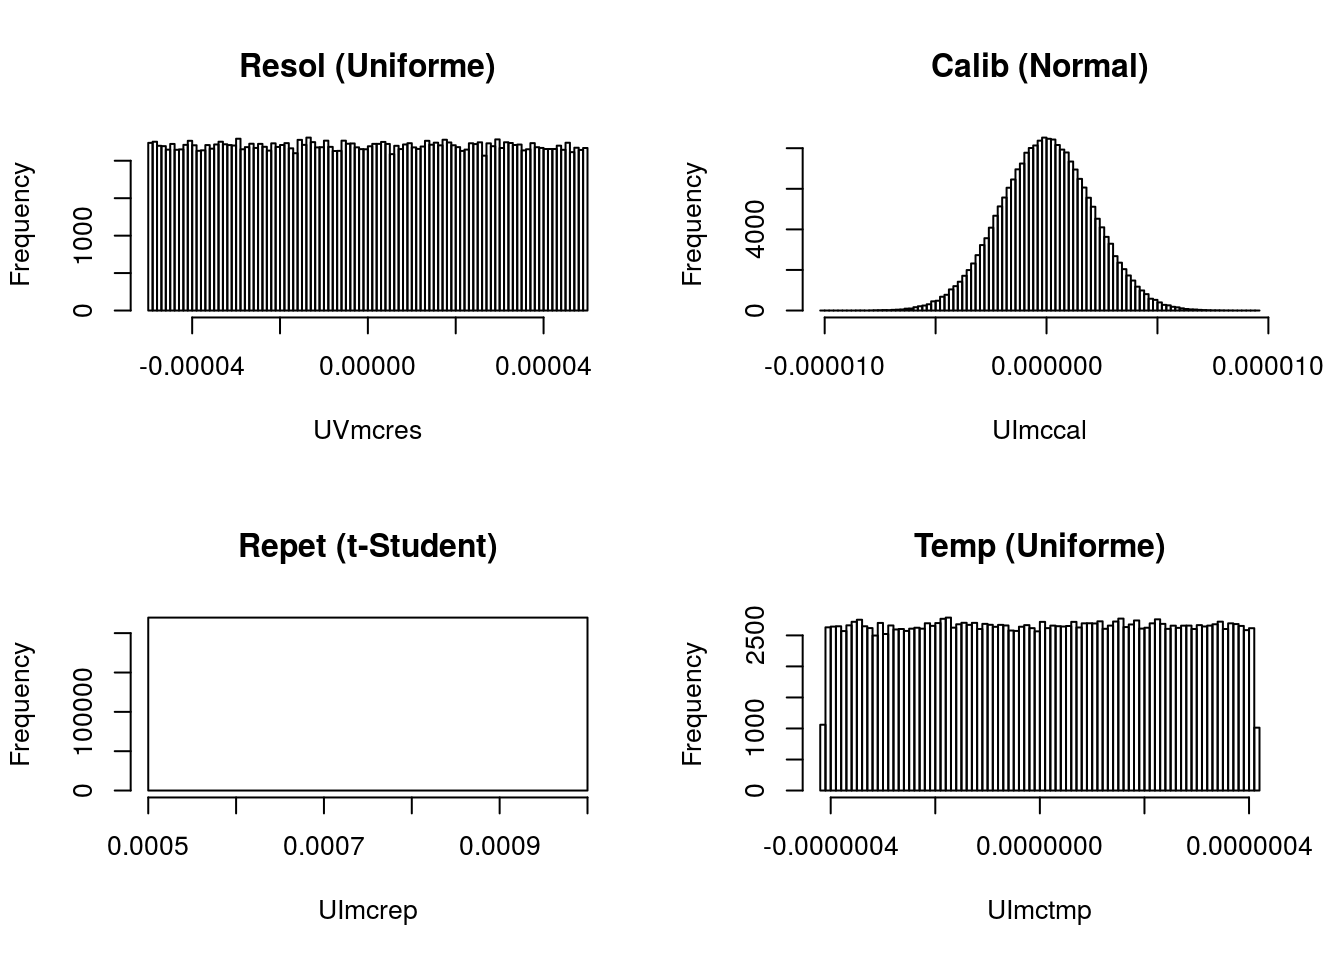 Resol (Uniforme)
Frequency
0 1000
-0.00004 0.00000 0.00004
UVmcres
Calib (Normal)
Frequency
0 4000
-0.000010 0.000000 0.000010
UImccal
Repet (t-Student)
Frequency
0 100000
0.0005 0.0007 0.0009
UImcrep
Temp (Uniforme)
Frequency
0 1000 2500
-0.0000004 0.0000000 0.0000004
UImctmp